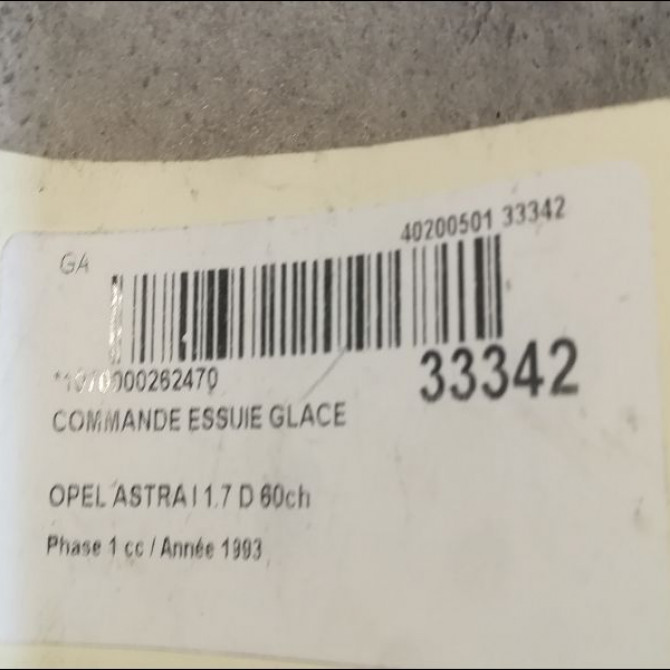 40200501 33342
GA
33342
COMMANDE ESSUIE GLACE
OPEL ASTRA I 1.7 D 60ch
Phase 1 cc / Année 1993